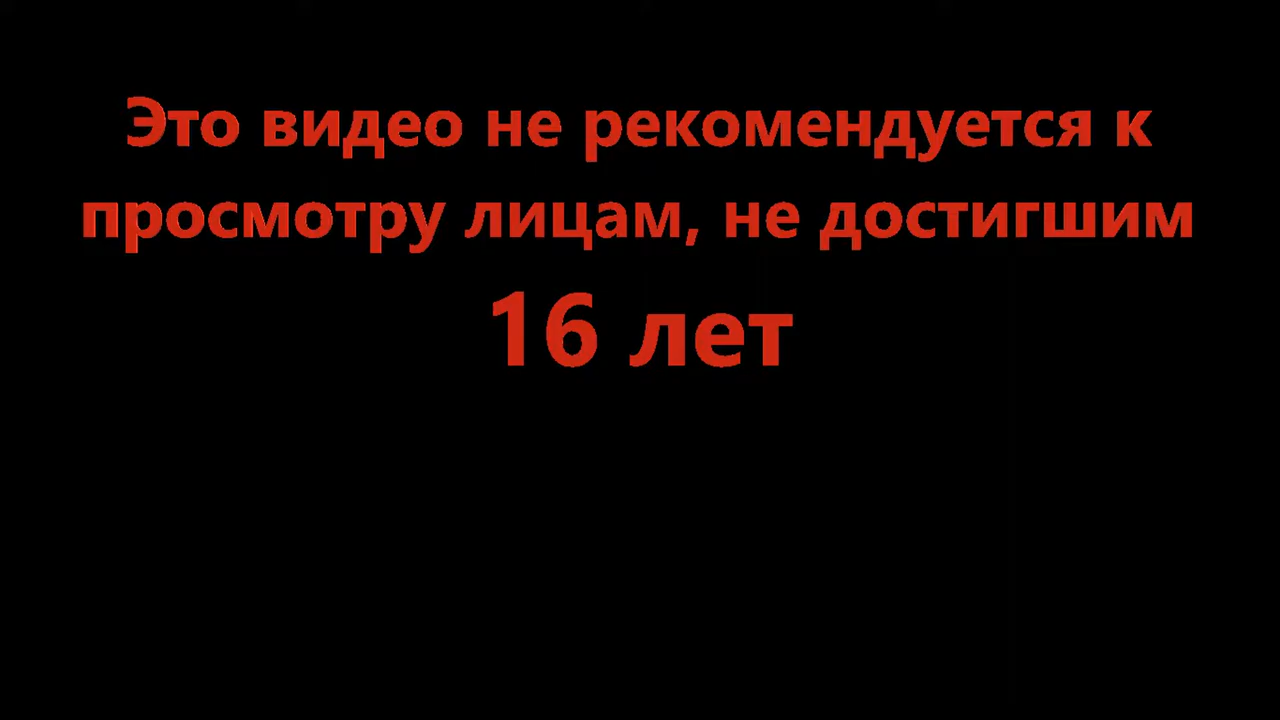 Это видео не рекомендуется к
просмотру лицам, не достигшим
16 лет